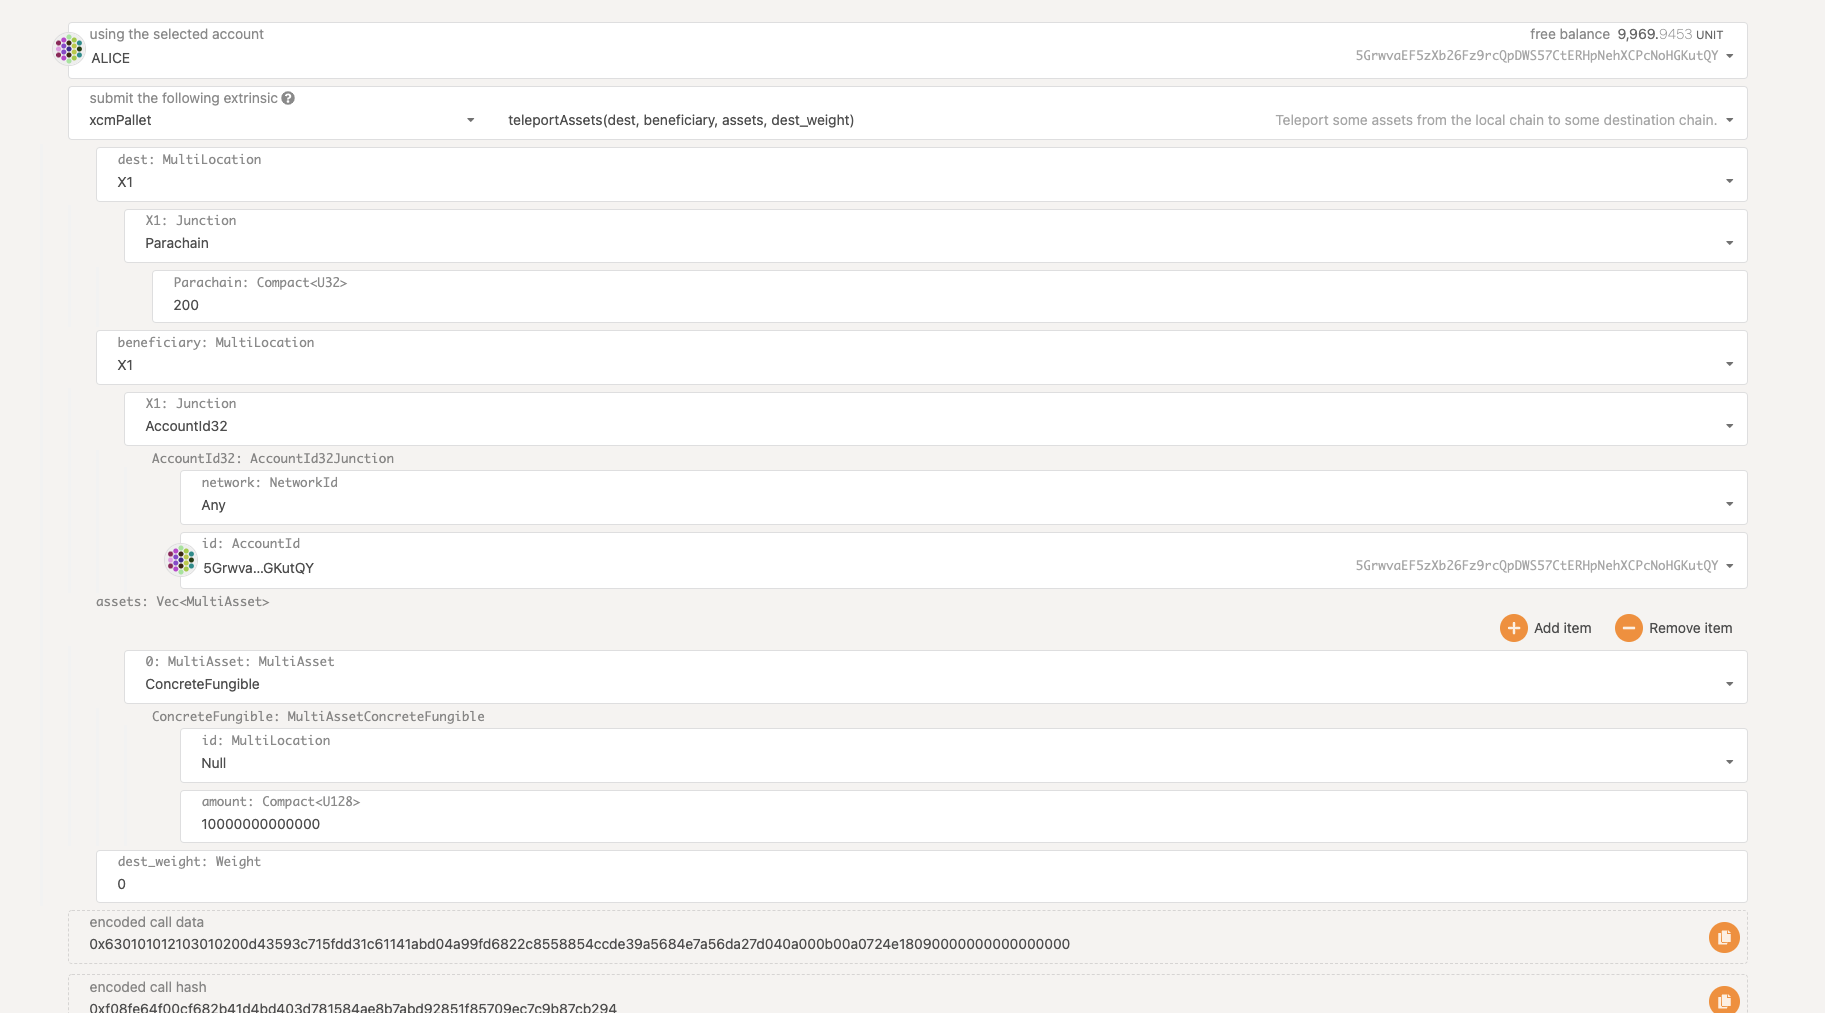 using the selected account
free balance 9,969.9453 UNIT
ALICE
5GrwvaEF5zXb26Fz9rcQpDWS57CtERHpNehXCPcNoHGKutQY
submit the following extrinsic
xcmPallet
teleportAssets(dest, beneficiary, assets, dest_weight)
Teleport some assets from the local chain to some destination chain.
dest: MultiLocation
X1
X1: Junction
Parachain
Parachain: Compact<U32>
200
beneficiary: MultiLocation
X1
X1: Junction
AccountId32
AccountId32: AccountId32Junction
network: NetworkId
Any
id: AccountId
5Grwva...GKutQY
5GrwvaEF5zXb26Fz9rcQpDWS57CtERHpNehXCPcNoHGKutQY
assets: Vec<MultiAsset>
Add item
Remove item
0: MultiAsset: MultiAsset
ConcreteFungible
ConcreteFungible: MultiAssetConcreteFungible
id: MultiLocation
Null
amount: Compact<U128>
10000000000000
dest_weight: Weight
0
encoded call data
0x630101012103010200d43593c715fdd31c61141abd04a99fd6822c8558854ccde39a5684e7a56da27d040a000b00a0724e18090000000000000000
encoded call hash
0xf08fe64f00cf682b41d4bd403d781584ae8b7abd92851f85709ec7c9b87cb294